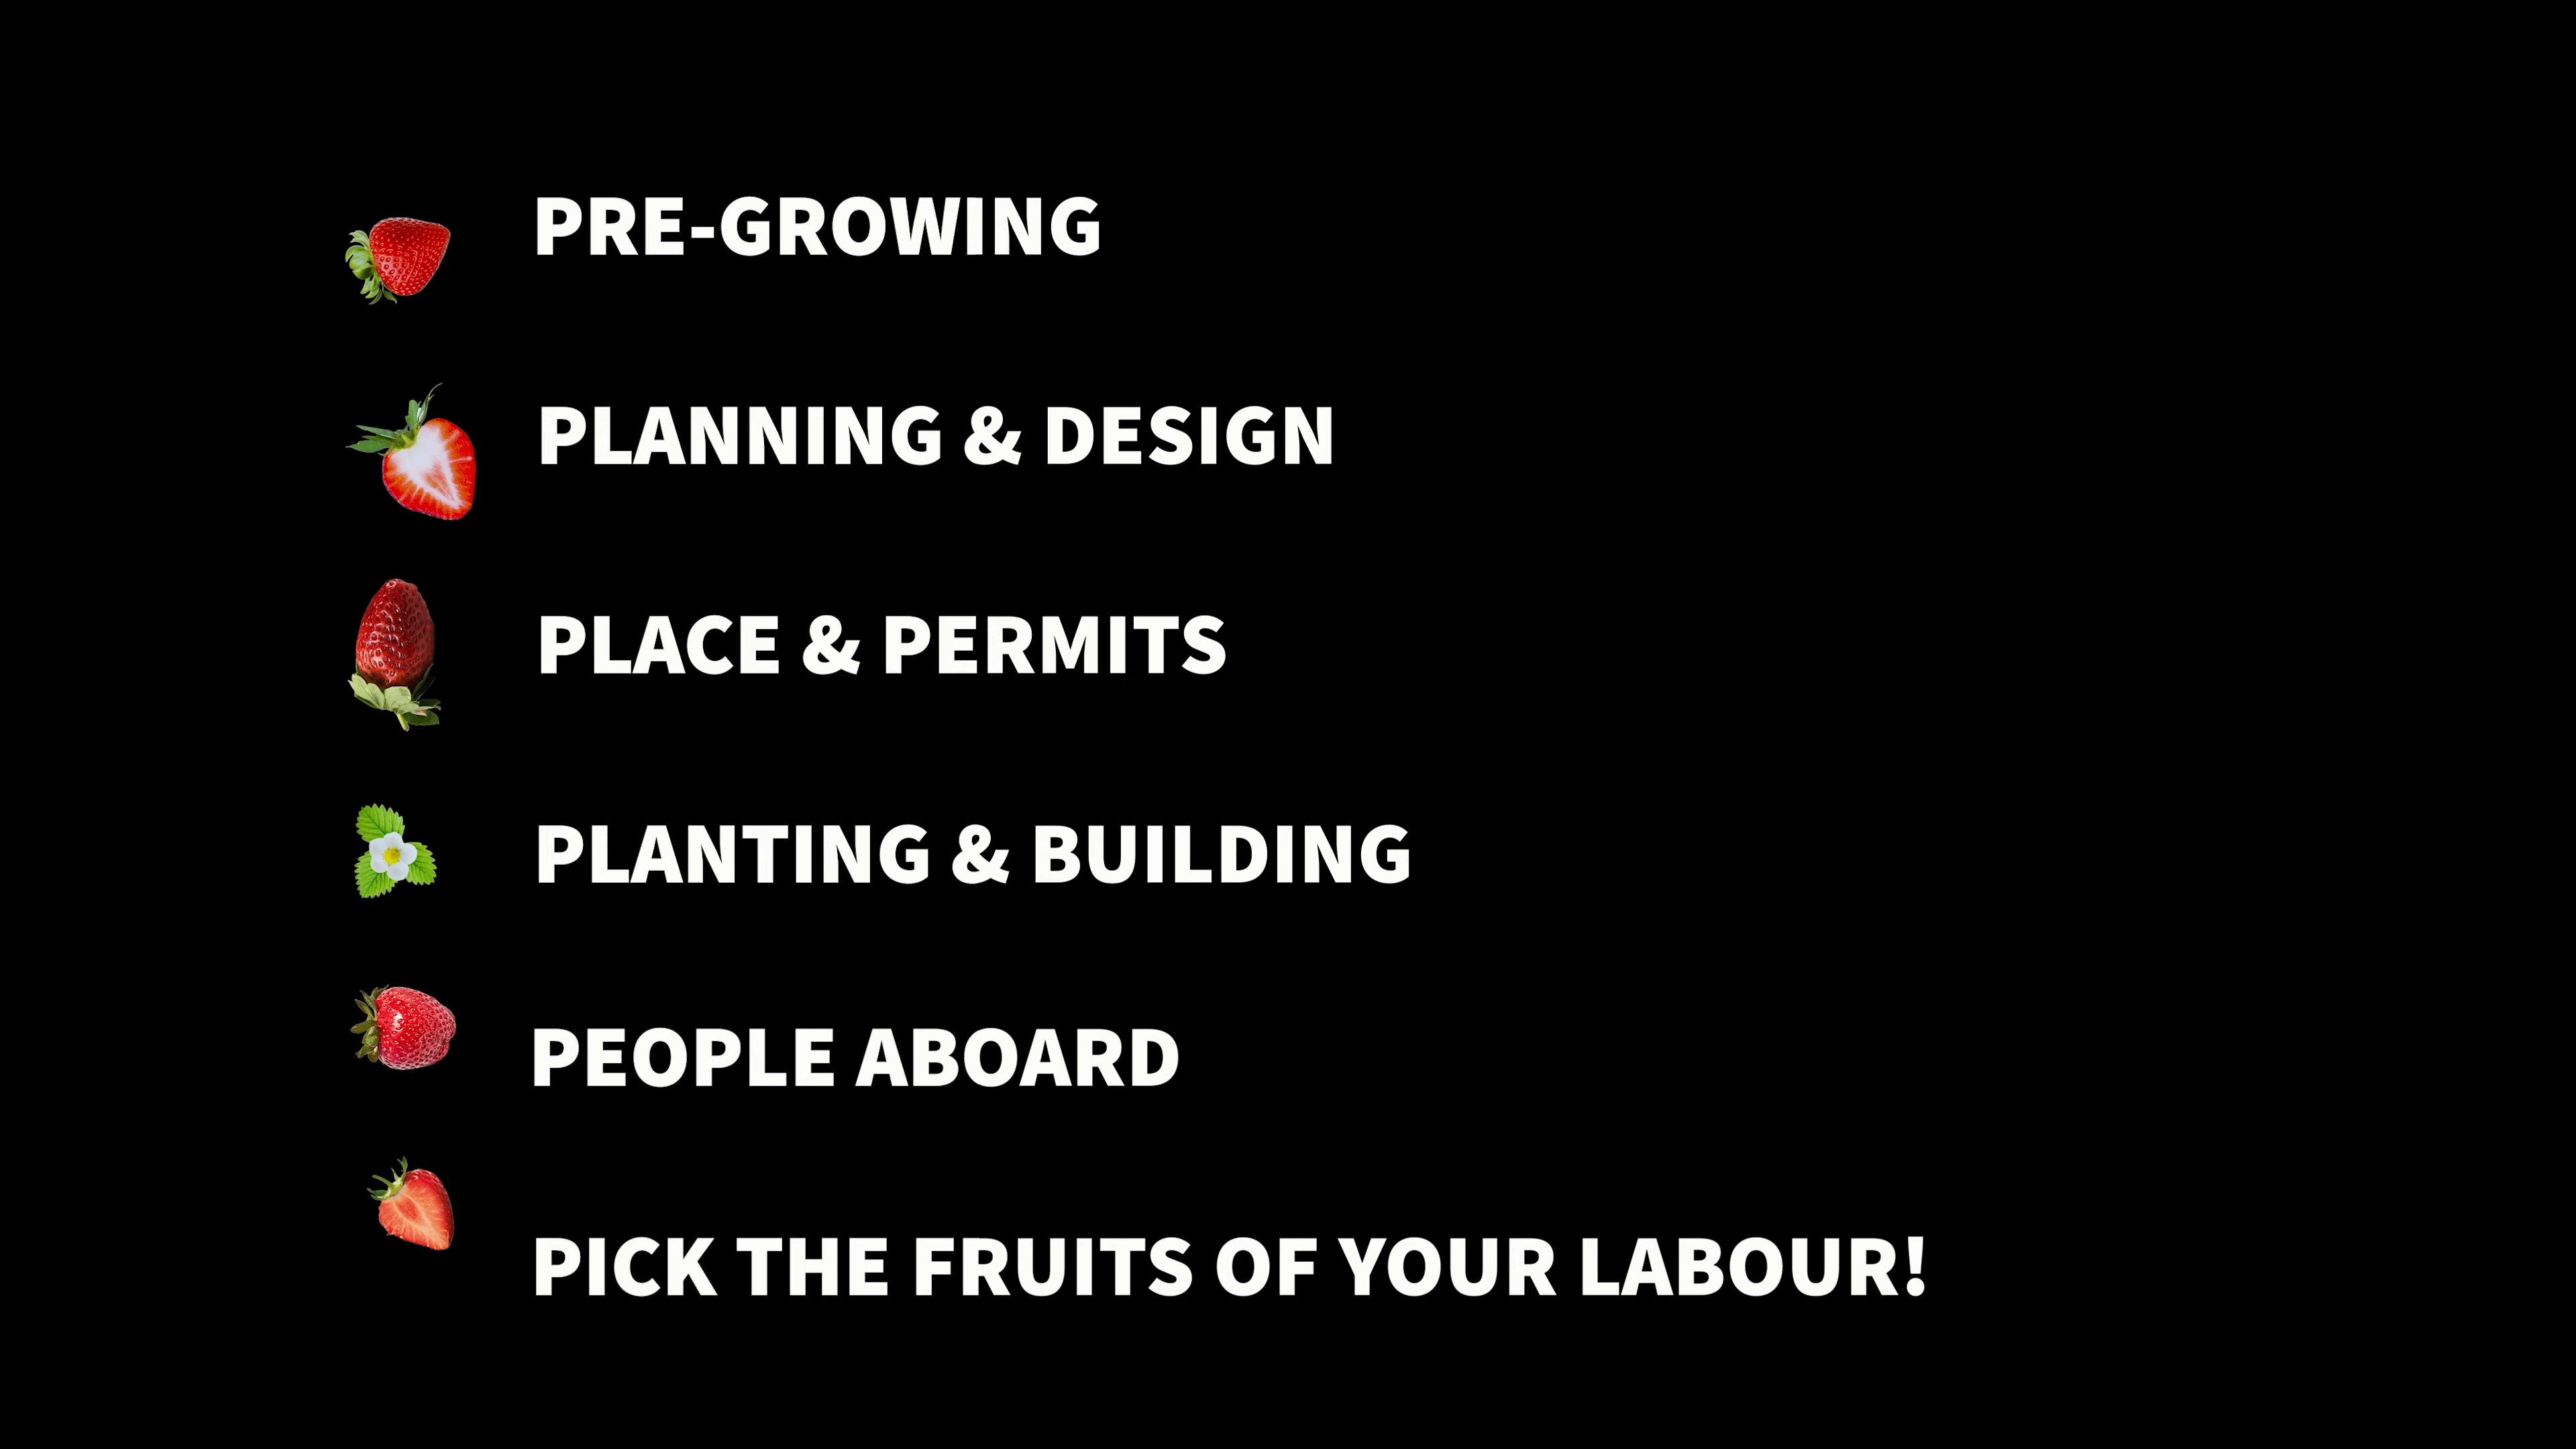 PRE-GROWING
PLANNING & DESIGN
PLACE & PERMITS
PLANTING & BUILDING
PEOPLE ABOARD
PICK THE FRUITS OF YOUR LABOUR!